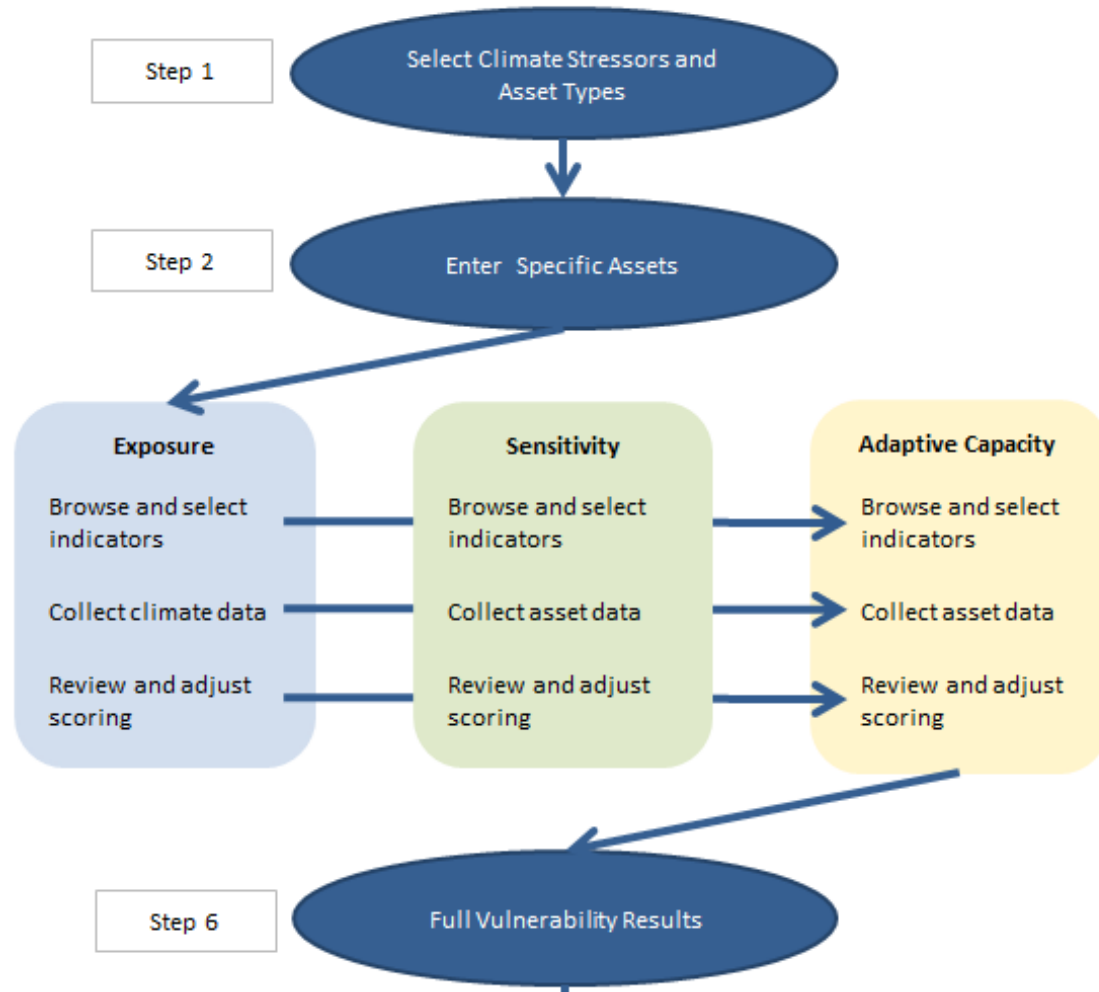 Step 1
Select Climate Stressors and
Asset Types
Step 2
Enter Specific Assets
Exposure
Browse and select
indicators
Collect climate data
Review and adjust
scoring
Sensitivity
Browse and select
indicators
Collect asset data
Review and adjust
scoring
Adaptive Capacity
Browse and select
indicators
Collect asset data
Review and adjust
scoring
Step 6
Full Vulnerability Results